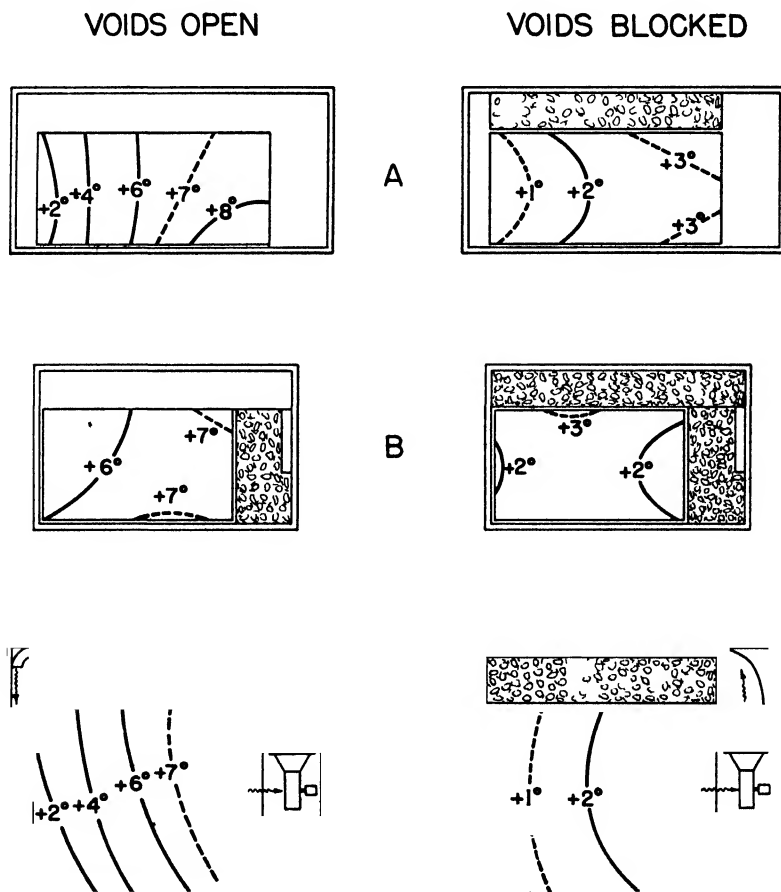 VOIDS OPEN
VOIDS BLOCKED
A
+2° +4° +6° +7° +8°
+1° +2° +3° +3°
B
+6° +7° +7°
+3° +2° +2°
+2° +4° +6° +7°
+1° +2°